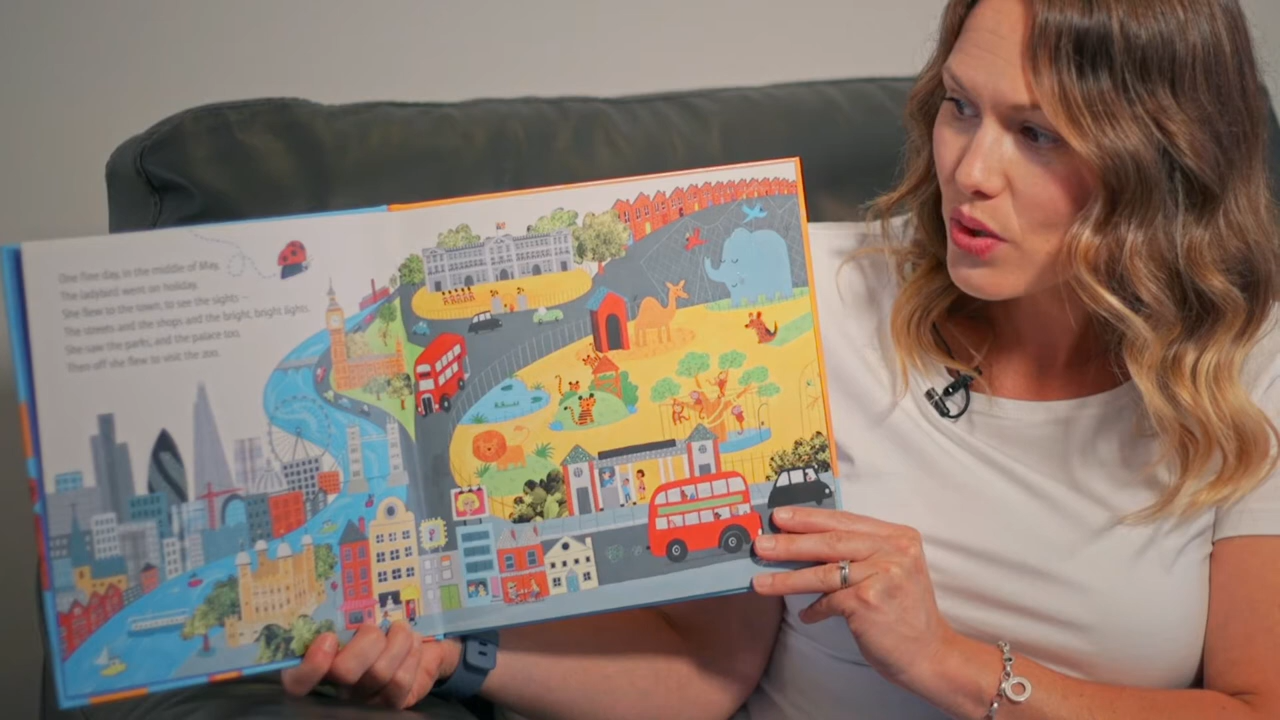 One fine day, in the middle of May,
The ladybird went on holiday.
She flew to the town, to see the sights –
The streets and the shops and the bright, bright lights.
She saw the parks, and the palace too.
Then off she flew to visit the zoo.